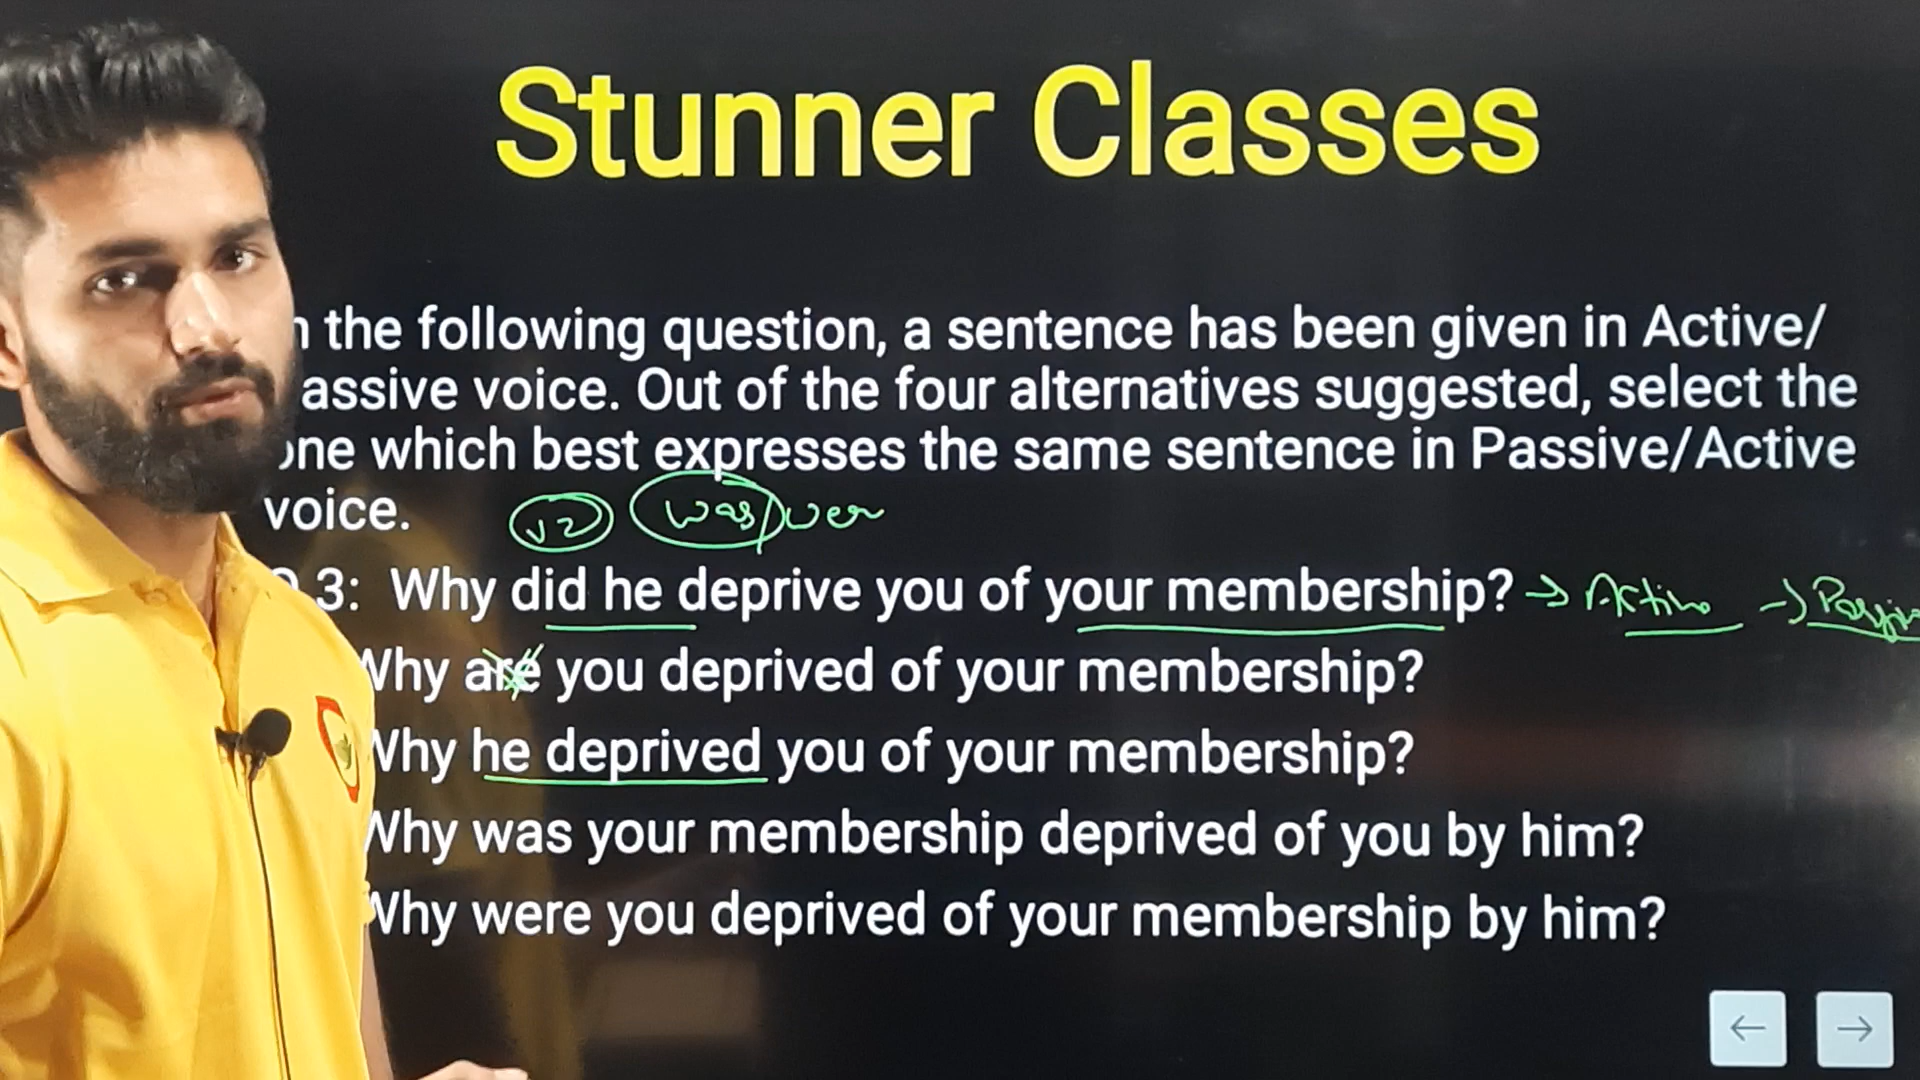 Stunner Classes
n the following question, a sentence has been given in Active/
assive voice. Out of the four alternatives suggested, select the
one which best expresses the same sentence in Passive/Active
voice.
v2 was/wer
.3: Why did he deprive you of your membership? → Active → Passive
Why are you deprived of your membership?
Why he deprived you of your membership?
Why was your membership deprived of you by him?
Why were you deprived of your membership by him?
← →